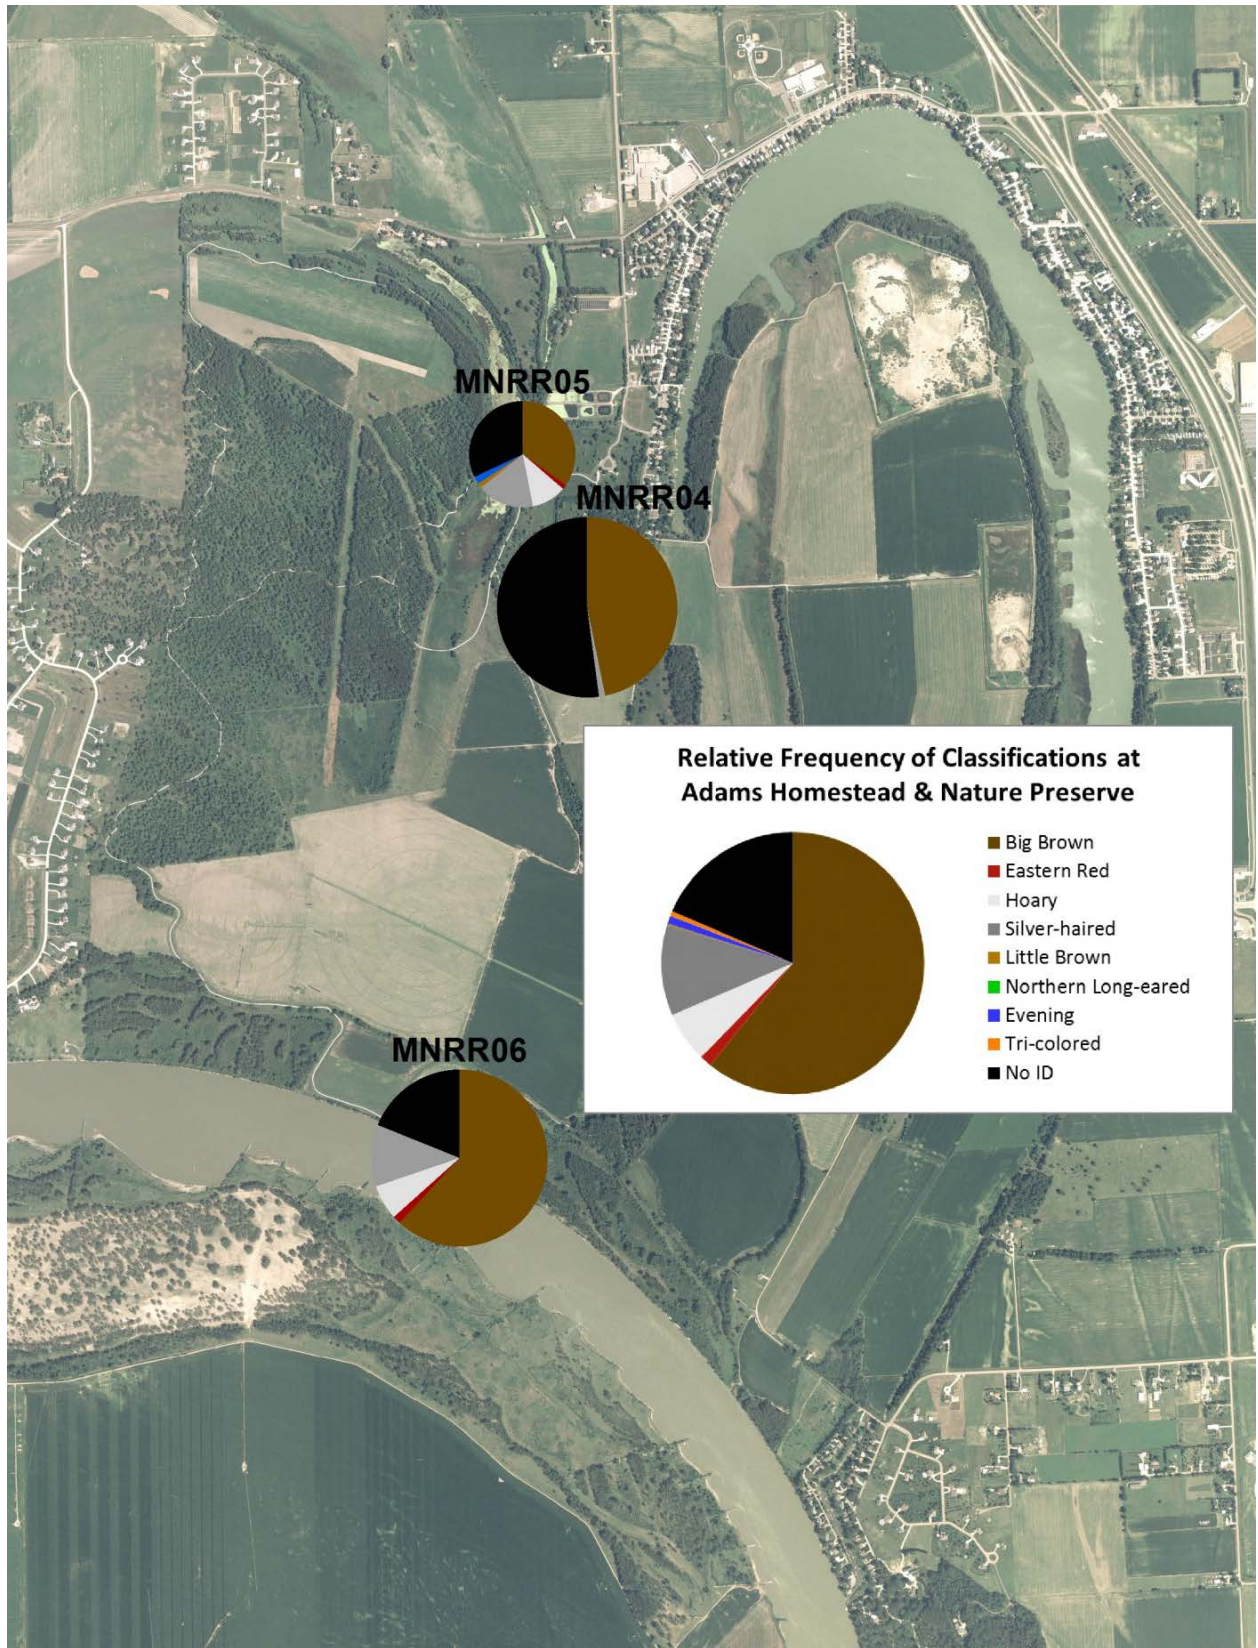 MNRR05
MNRR04
Relative Frequency of Classifications at
Adams Homestead & Nature Preserve
Big Brown
Eastern Red
Hoary
Silver-haired
Little Brown
Northern Long-eared
Evening
Tri-colored
No ID
MNRR06